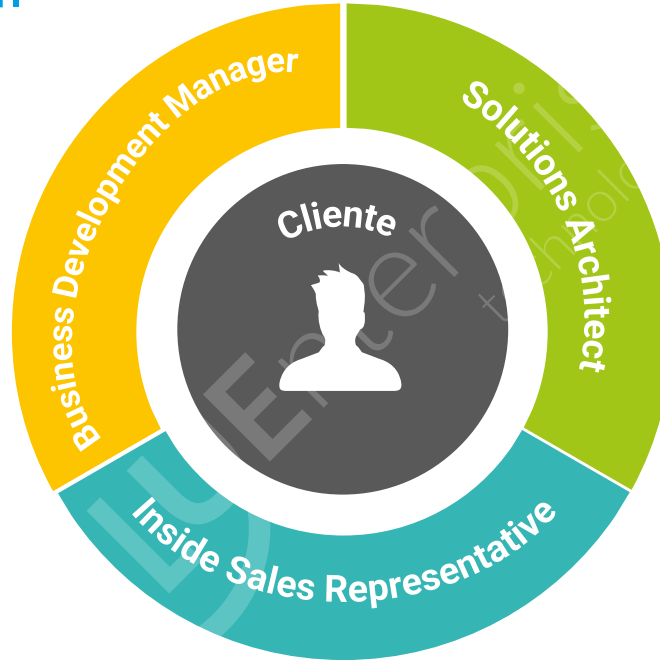 Business Development Manager
Solutions Architect
Cliente
Inside Sales Representative